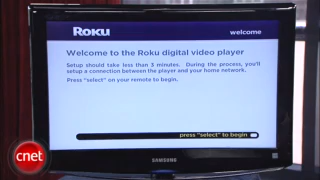 Roku
welcome
Welcome to the Roku digital video player
Setup should take less than 3 minutes. During the process, you'll
setup a connection between the player and your home network.
Press "select" on your remote to begin.
press "select" to begin
SAMSUNG
cnet